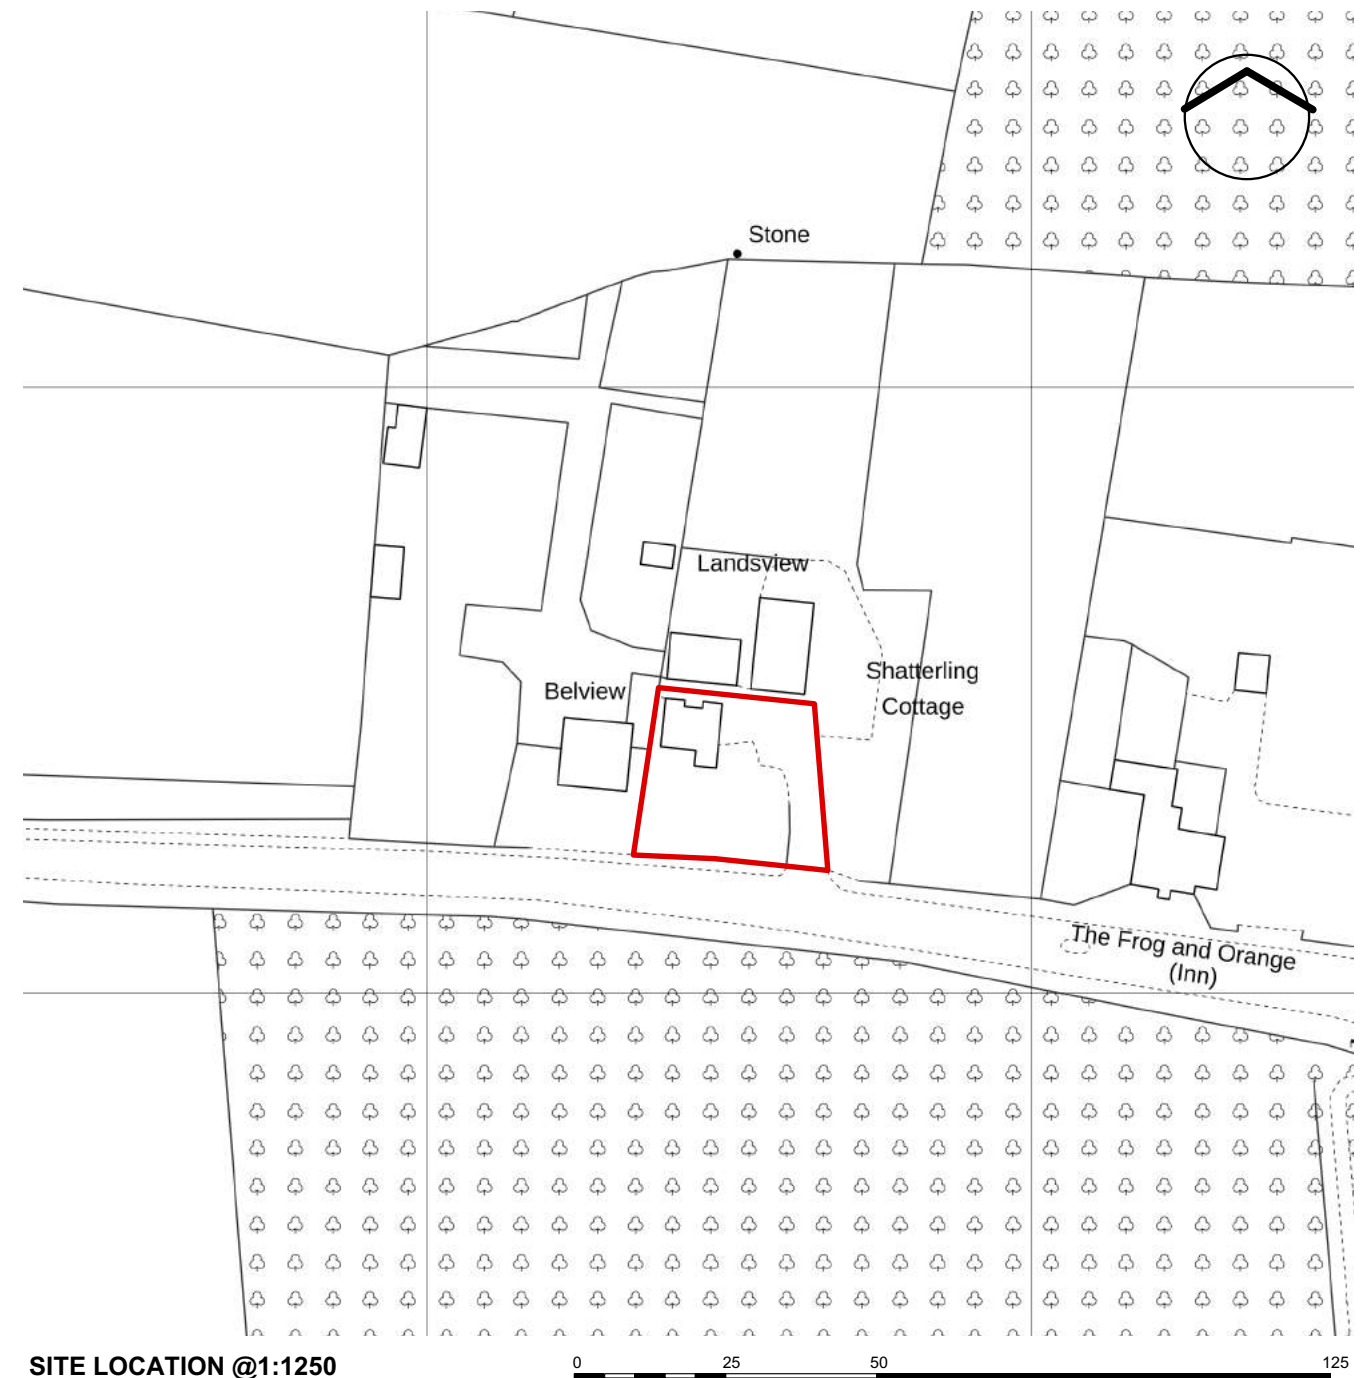 Stone
Landsview
Shatterling
Cottage
Belview
The Frog and Orange
(Inn)
SITE LOCATION @1:1250
0 25 50 125